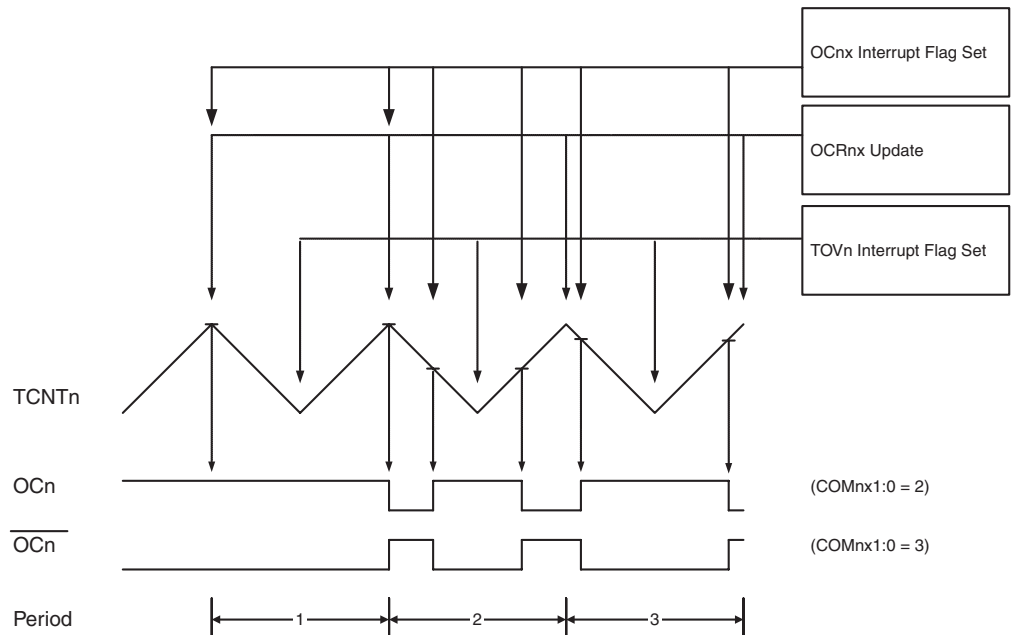 OCnx Interrupt Flag Set
OCRnx Update
TOVn Interrupt Flag Set
TCNTn
OCn
(COMnx1:0 = 2)
OCn
(COMnx1:0 = 3)
Period
1
2
3